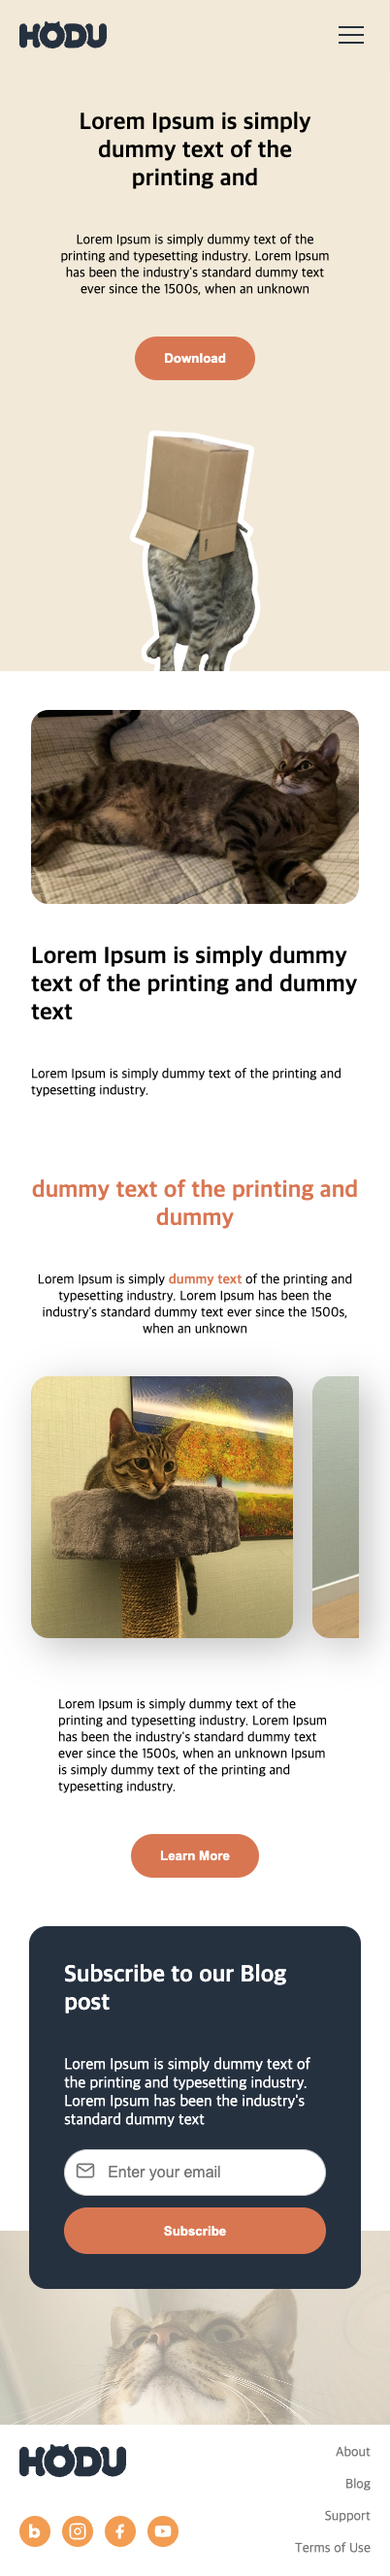 HODU
Lorem Ipsum is simply
dummy text of the
printing and
Lorem Ipsum is simply dummy text of the
printing and typesetting industry. Lorem Ipsum
has been the industry's standard dummy text
ever since the 1500s, when an unknown
Download
Lorem Ipsum is simply dummy
text of the printing and dummy
text
Lorem Ipsum is simply dummy text of the printing and
typesetting industry.
dummy text of the printing and
dummy
Lorem Ipsum is simply dummy text of the printing and
typesetting industry. Lorem Ipsum has been the
industry's standard dummy text ever since the 1500s,
when an unknown
Lorem Ipsum is simply dummy text of the
printing and typesetting industry. Lorem Ipsum
has been the industry's standard dummy text
ever since the 1500s, when an unknown Ipsum
is simply dummy text of the printing and
typesetting industry.
Learn More
Subscribe to our Blog
post
Lorem Ipsum is simply dummy text of
the printing and typesetting industry.
Lorem Ipsum has been the industry's
standard dummy text
Enter your email
Subscribe
HODU
About
Blog
Support
Terms of Use